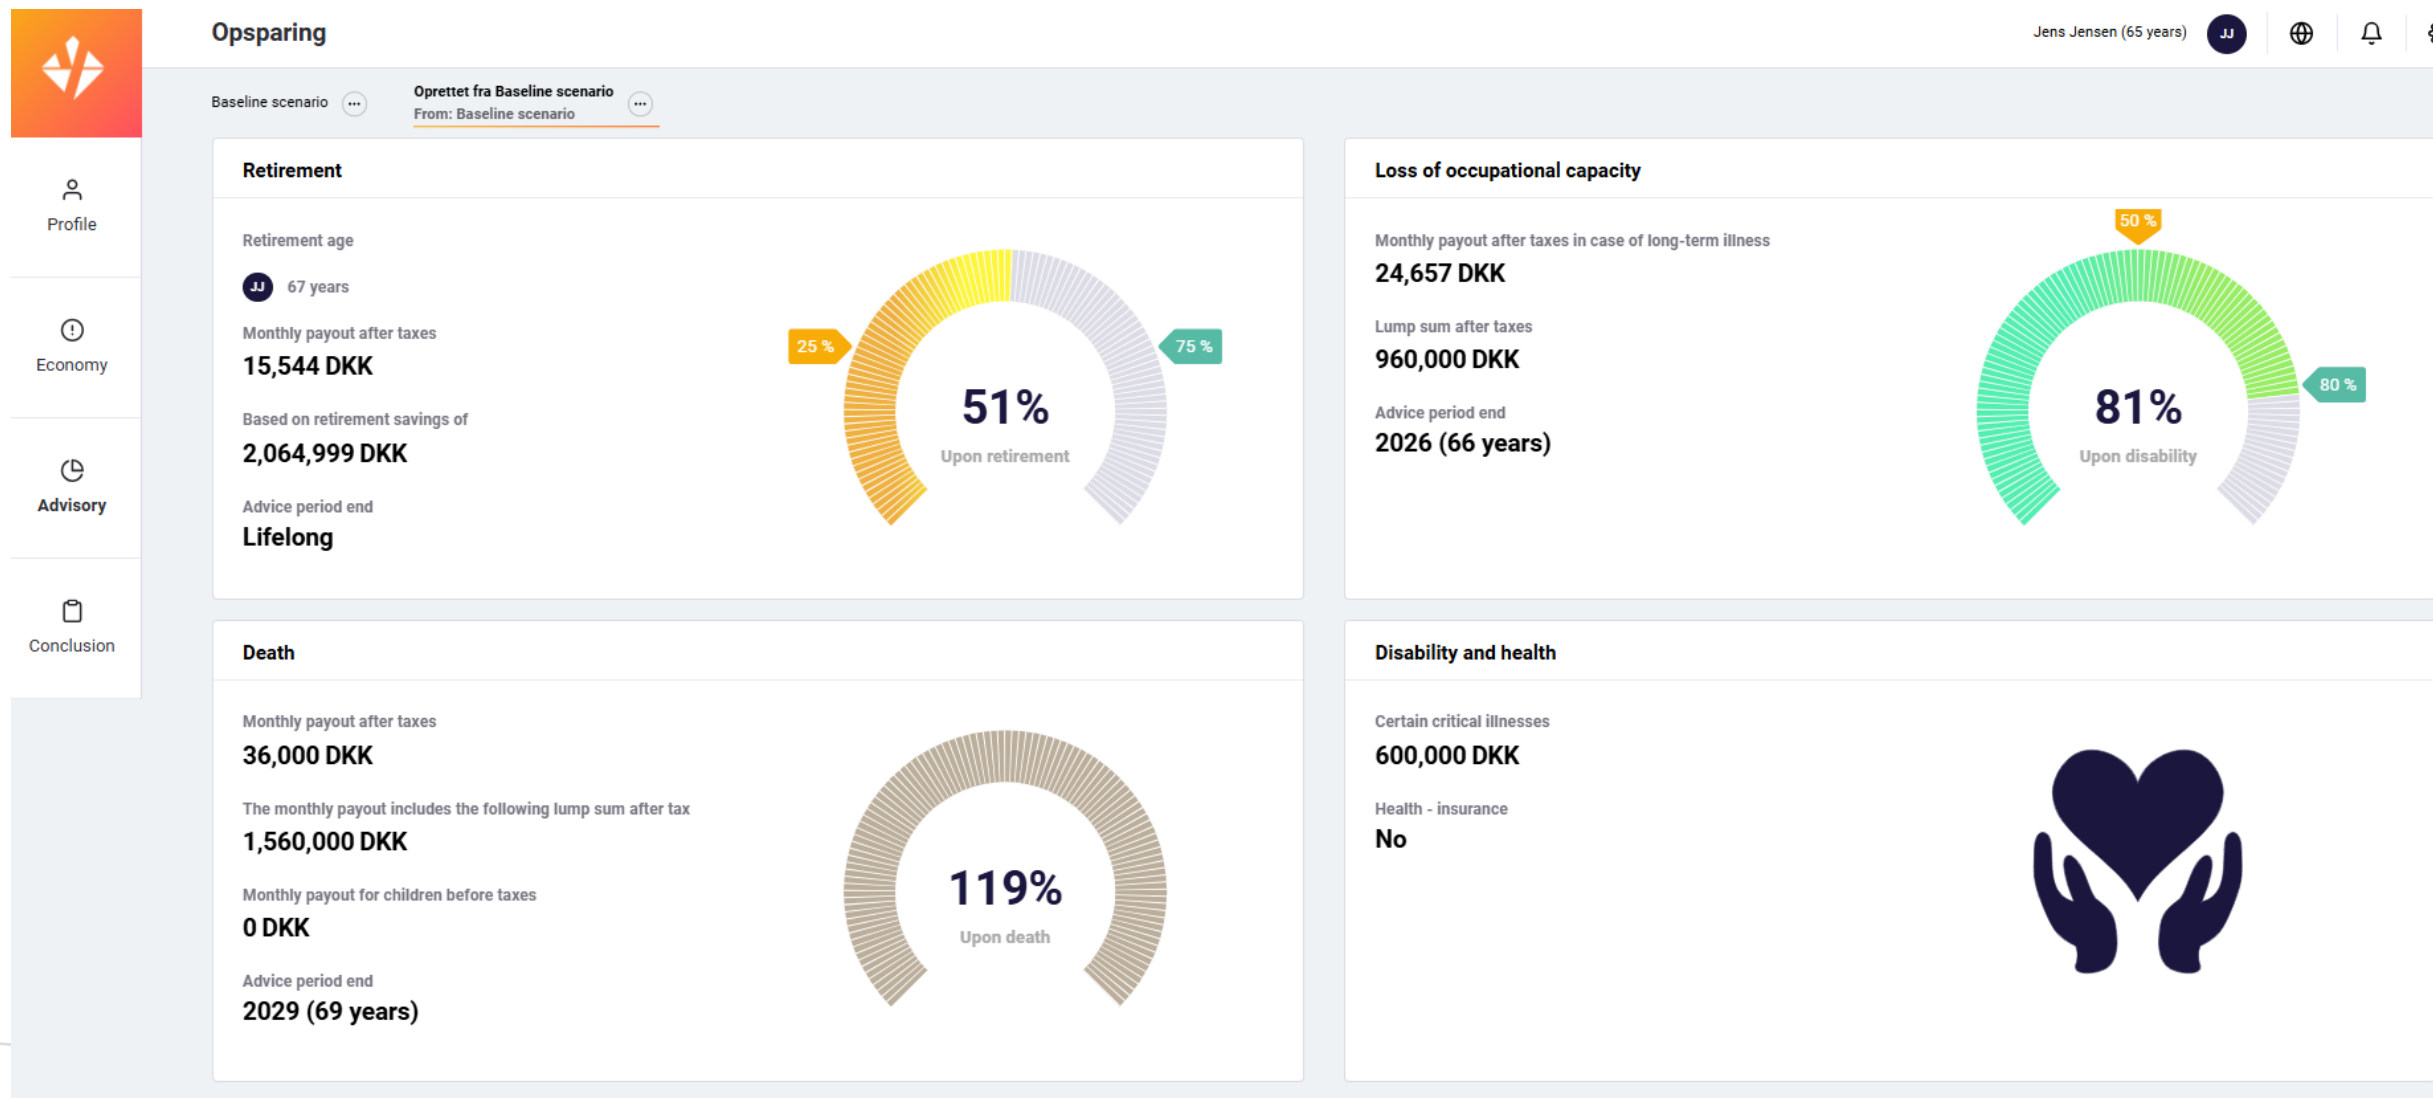 Opsparing
Jens Jensen (65 years)
JJ
Baseline scenario
Oprettet fra Baseline scenario
From: Baseline scenario
Profile
Economy
Advisory
Conclusion
Retirement
Retirement age
JJ 67 years
Monthly payout after taxes
15,544 DKK
Based on retirement savings of
2,064,999 DKK
Advice period end
Lifelong
25 %
75 %
51%
Upon retirement
Loss of occupational capacity
Monthly payout after taxes in case of long-term illness
24,657 DKK
Lump sum after taxes
960,000 DKK
Advice period end
2026 (66 years)
50 %
80 %
81%
Upon disability
Death
Monthly payout after taxes
36,000 DKK
The monthly payout includes the following lump sum after tax
1,560,000 DKK
Monthly payout for children before taxes
0 DKK
Advice period end
2029 (69 years)
119%
Upon death
Disability and health
Certain critical illnesses
600,000 DKK
Health - insurance
No